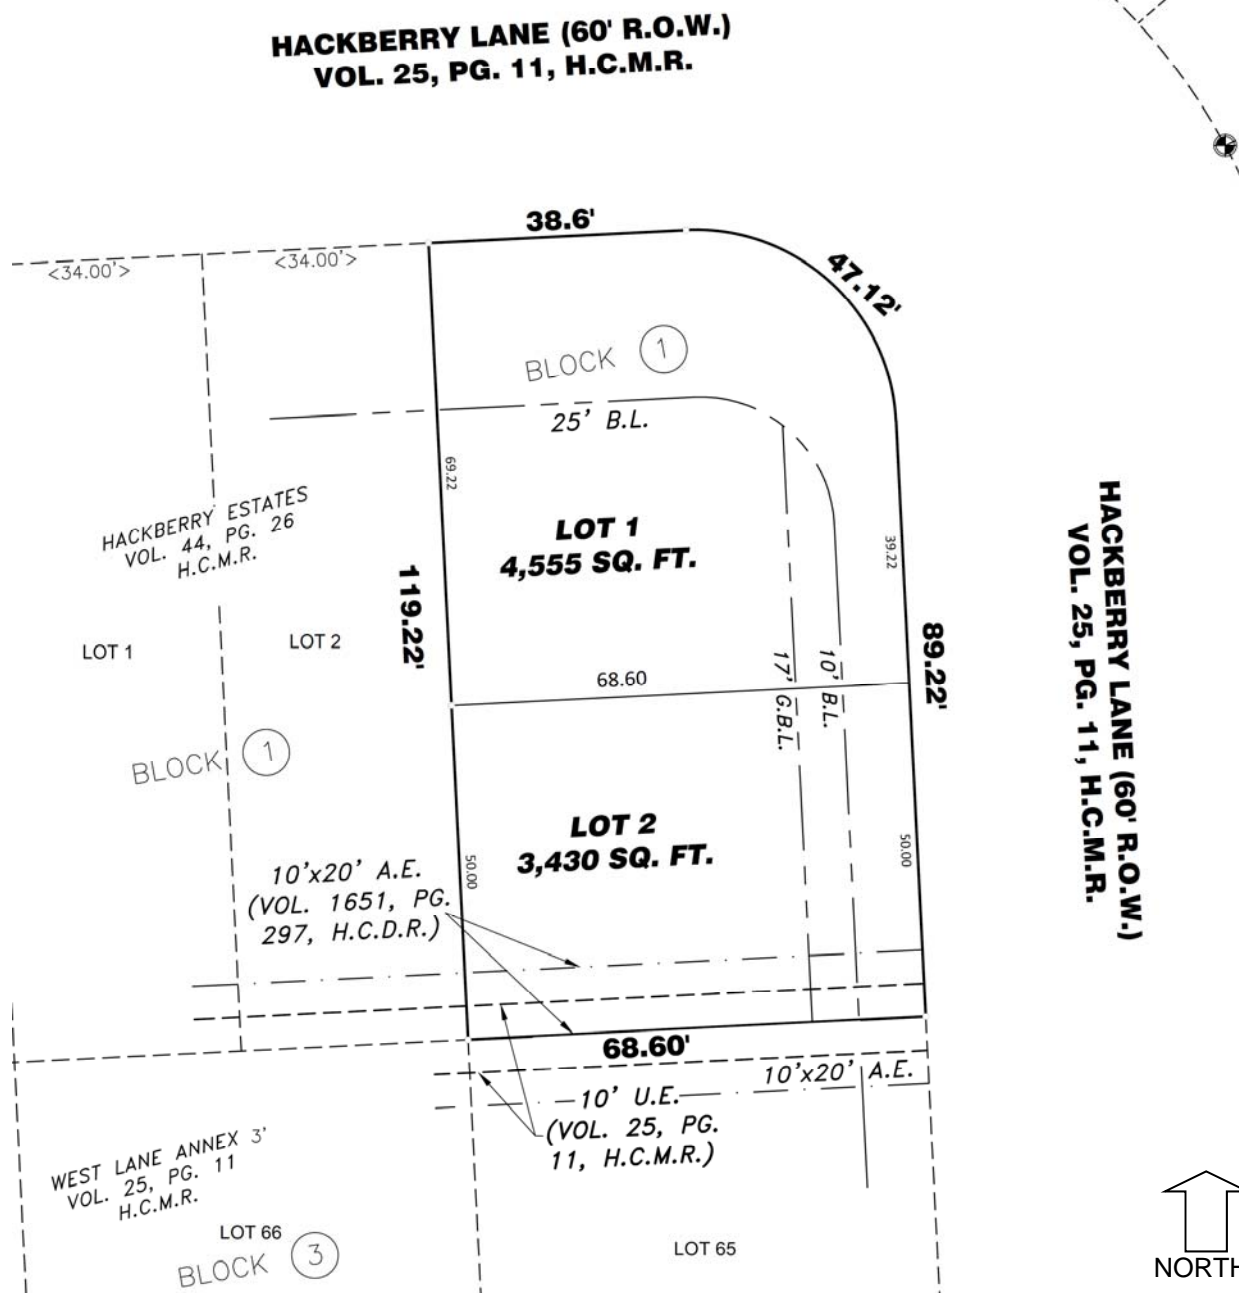 HACKBERRY LANE (60' R.O.W.)
VOL. 25, PG. 11, H.C.M.R.
38.6'
47.12'
<34.00'>
<34.00'>
BLOCK 1
25' B.L.
69.22
HACKBERRY ESTATES
VOL. 44, PG. 26
H.C.M.R.
LOT 1
4,555 SQ. FT.
39.22
HACKBERRY LANE (60' R.O.W.)
VOL. 25, PG. 11, H.C.M.R.
119.22'
LOT 1
LOT 2
68.60
17' G.B.L.
10' B.L.
89.22'
BLOCK 1
LOT 2
3,430 SQ. FT.
50.00
50.00
10'x20' A.E.
(VOL. 1651, PG.
297, H.C.D.R.)
68.60'
10'x20' A.E.
10' U.E.
(VOL. 25, PG.
11, H.C.M.R.)
WEST LANE ANNEX 3'
VOL. 25, PG. 11
H.C.M.R.
LOT 66
BLOCK 3
LOT 65
NORTH